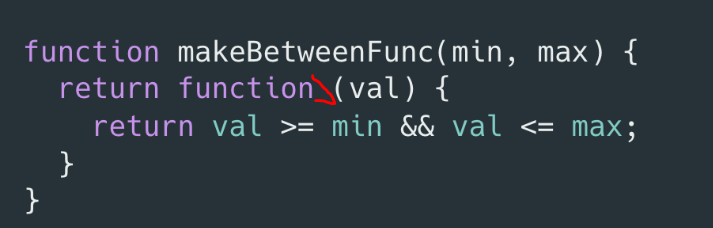 function makeBetweenFunc(min, max) {
return function (val) {
return val >= min && val <= max;
}
}